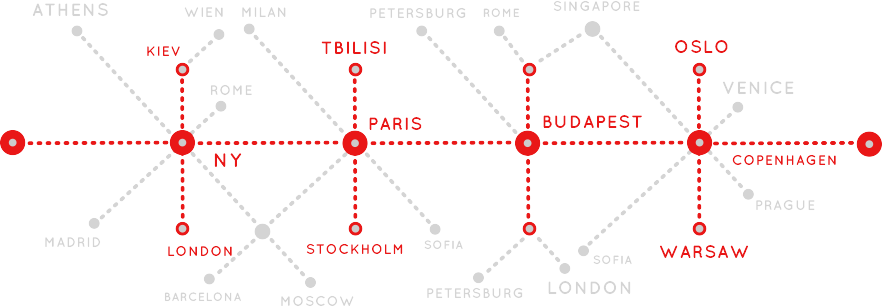 ATHENS
WIEN
MILAN
PETERSBURG
ROME
SINGAPORE
KIEV
TBILISI
OSLO
ROME
VENICE
PARIS
BUDAPEST
NY
COPENHAGEN
PRAGUE
MADRID
LONDON
STOCKHOLM
SOFIA
SOFIA
WARSAW
BARCELONA
MOSCOW
PETERSBURG
LONDON